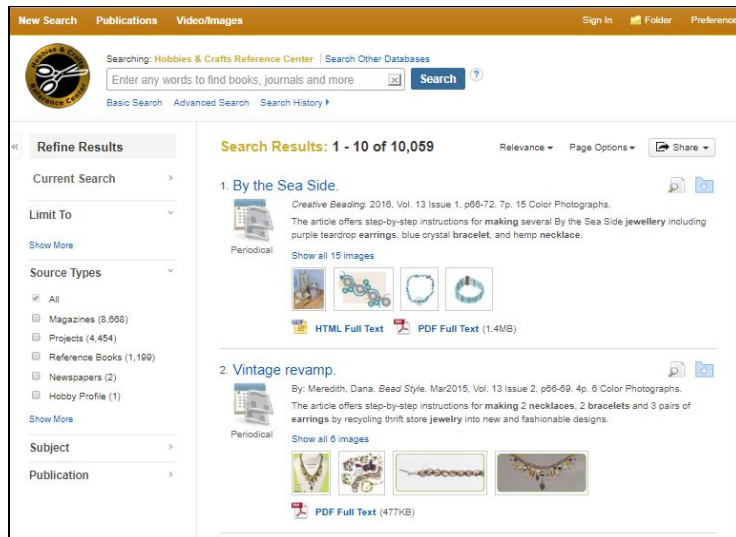 New Search Publications Video/Images Sign In Folder Preference
Hobbies & Crafts Reference Center
Searching: Hobbies & Crafts Reference Center Search Other Databases
Enter any words to find books, journals and more x Search ?
Basic Search Advanced Search Search History
« Refine Results
Current Search
Limit To
Show More
Source Types
All
Magazines (8,668)
Projects (4,454)
Reference Books (1,199)
Newspapers (2)
Hobby Profile (1)
Show More
Subject
Publication
Search Results: 1 - 10 of 10,059 Relevance Page Options Share
1. By the Sea Side.
Periodical
Creative Beading. 2016, Vol. 13 Issue 1, p66-72. 7p. 15 Color Photographs.
The article offers step-by-step instructions for making several By the Sea Side jewellery including
purple teardrop earrings, blue crystal bracelet, and hemp necklace.
Show all 15 images
HTML Full Text PDF Full Text (1.4MB)
2. Vintage revamp.
Periodical
By: Meredith, Dana. Bead Style. Mar2015, Vol. 13 Issue 2, p66-69. 4p. 6 Color Photographs.
The article offers step-by-step instructions for making 2 necklaces, 2 bracelets and 3 pairs of
earrings by recycling thrift store jewelry into new and fashionable designs.
Show all 6 images
PDF Full Text (477KB)